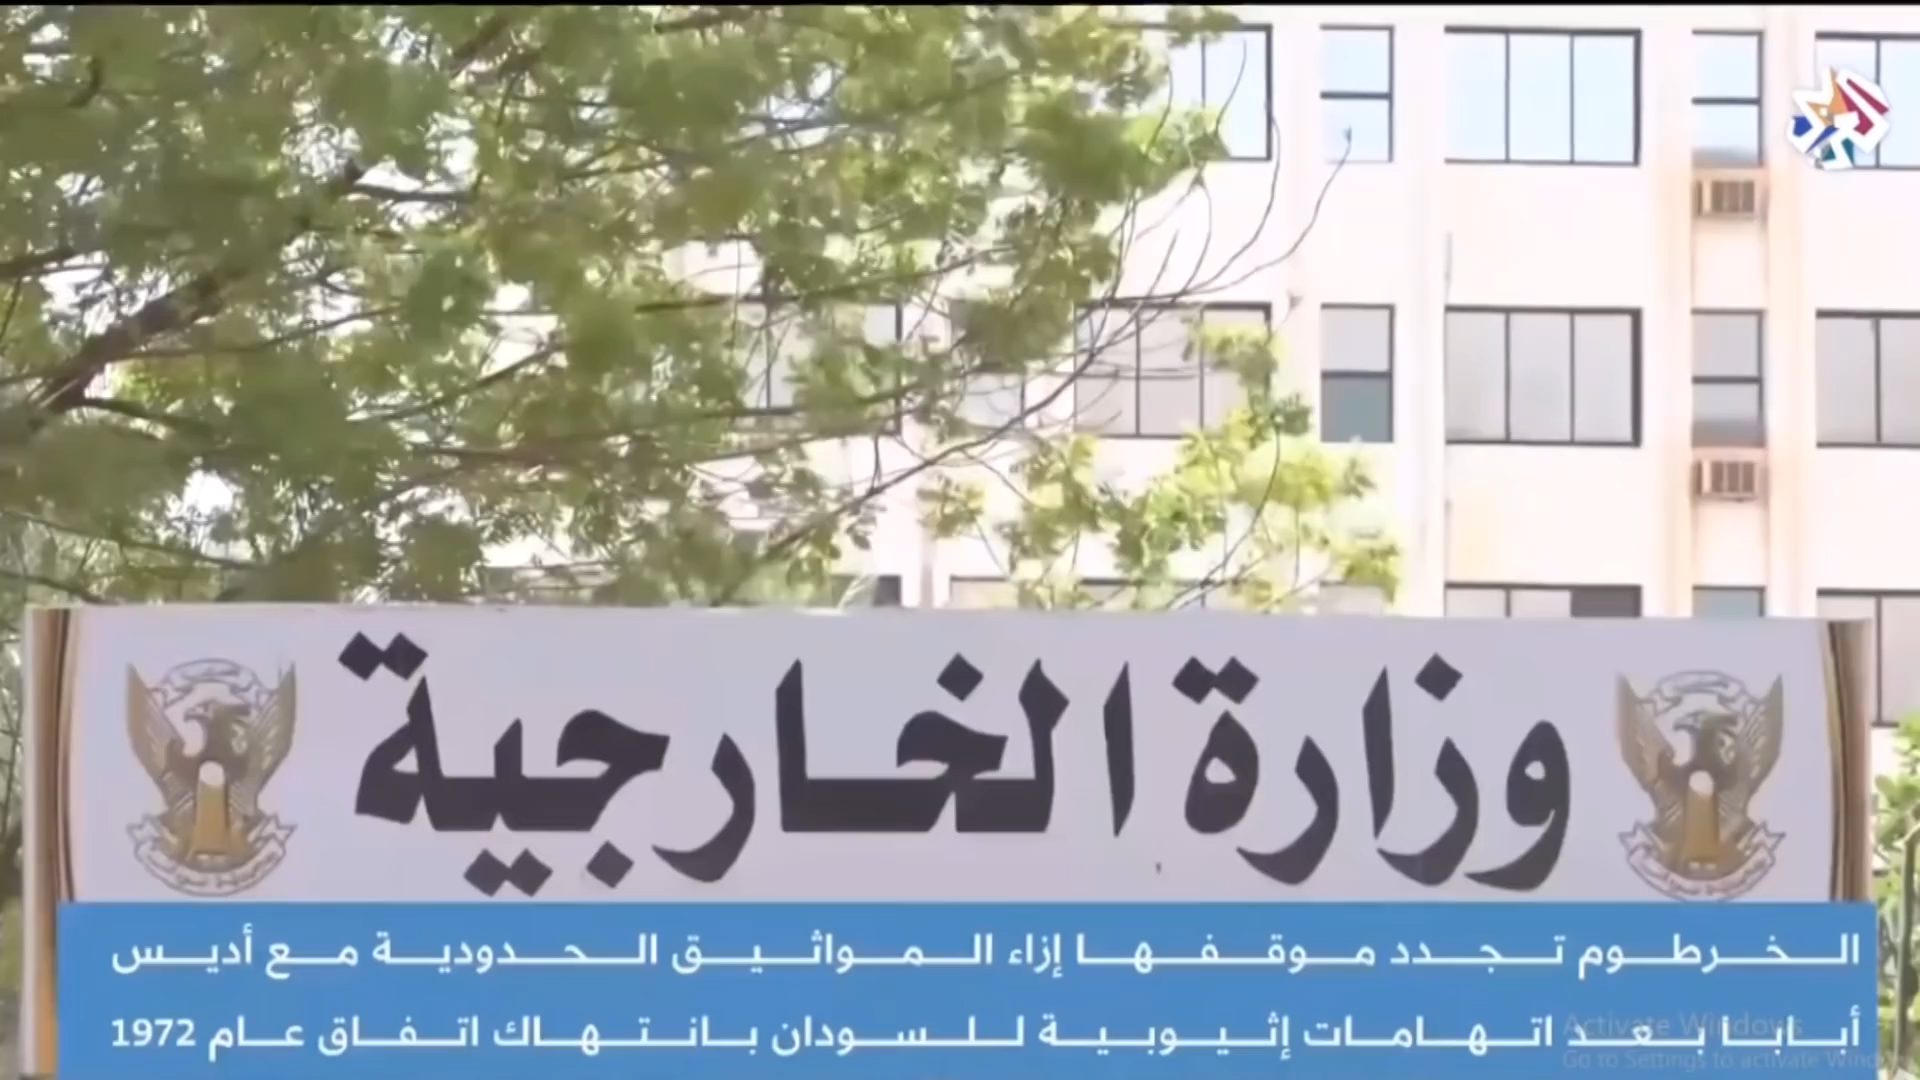 وزارة الخارجية
الخرطوم تجدد موقفها إزاء المواثيق الحدودية مع أديس
أبابا بعد اتهامات إثيوبية للسودان بانتهاك اتفاق عام 1972
Activate Windows
Go to Settings to activate Windows